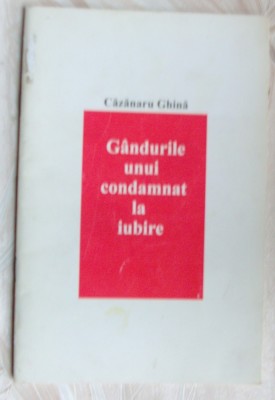 Căzănaru Ghină
Gândurile
unui
condamnat
la
iubire